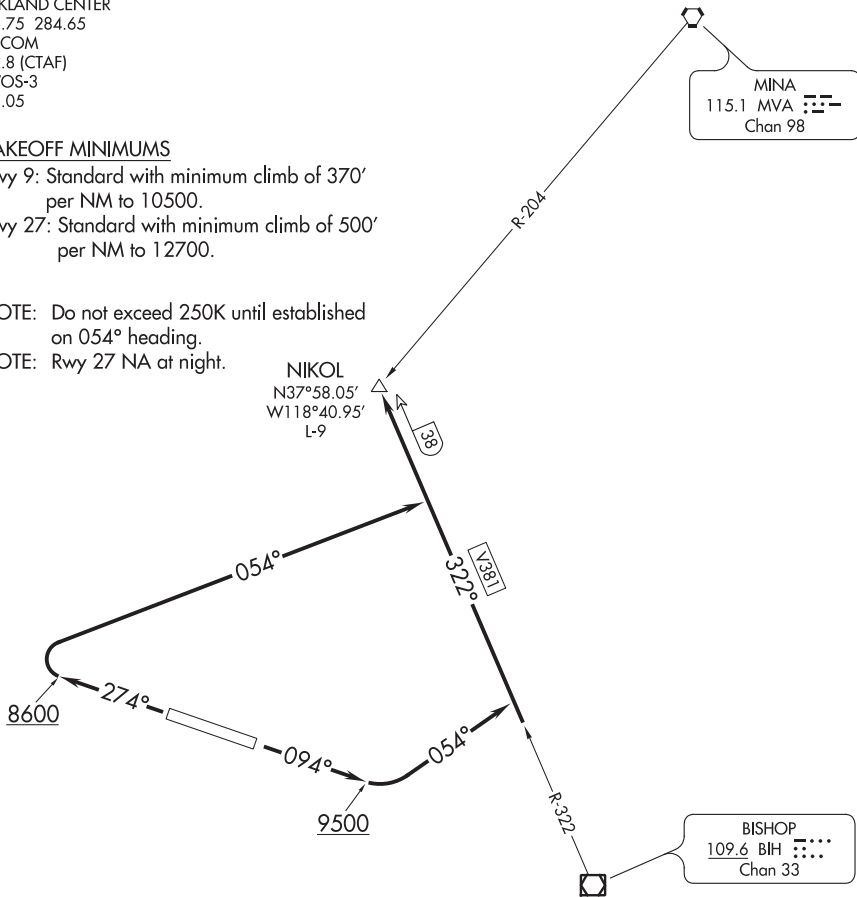 KLAND CENTER
.75 284.65
COM
.8 (CTAF)
OS-3
.05
AKEOFF MINIMUMS
wy 9: Standard with minimum climb of 370'
per NM to 10500.
wy 27: Standard with minimum climb of 500'
per NM to 12700.
OTE: Do not exceed 250K until established
on 054° heading.
OTE: Rwy 27 NA at night.
MINA
115.1 MVA
Chan 98
R-204
NIKOL
N37°58.05'
W118°40.95'
L-9
38
V381
322°
054°
274°
8600
094°
054°
9500
R-322
BISHOP
109.6 BIH
Chan 33